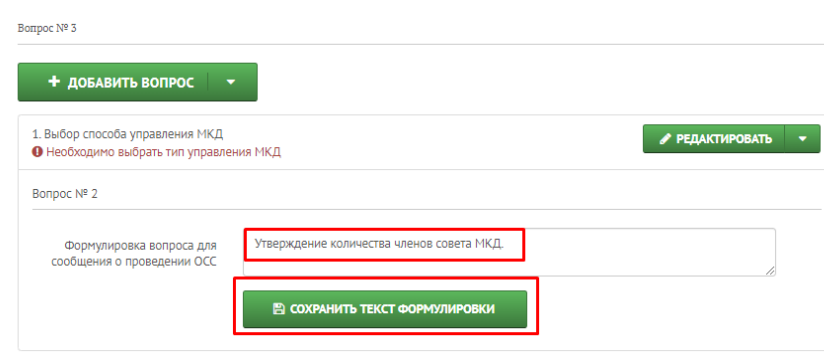 Вопрос № 3
ДОБАВИТЬ ВОПРОС
1. Выбор способа управления МКД
Необходимо выбрать тип управления МКД
РЕДАКТИРОВАТЬ
Вопрос № 2
Формулировка вопроса для
сообщения о проведении ОСС
Утверждение количества членов совета МКД.
СОХРАНИТЬ ТЕКСТ ФОРМУЛИРОВКИ